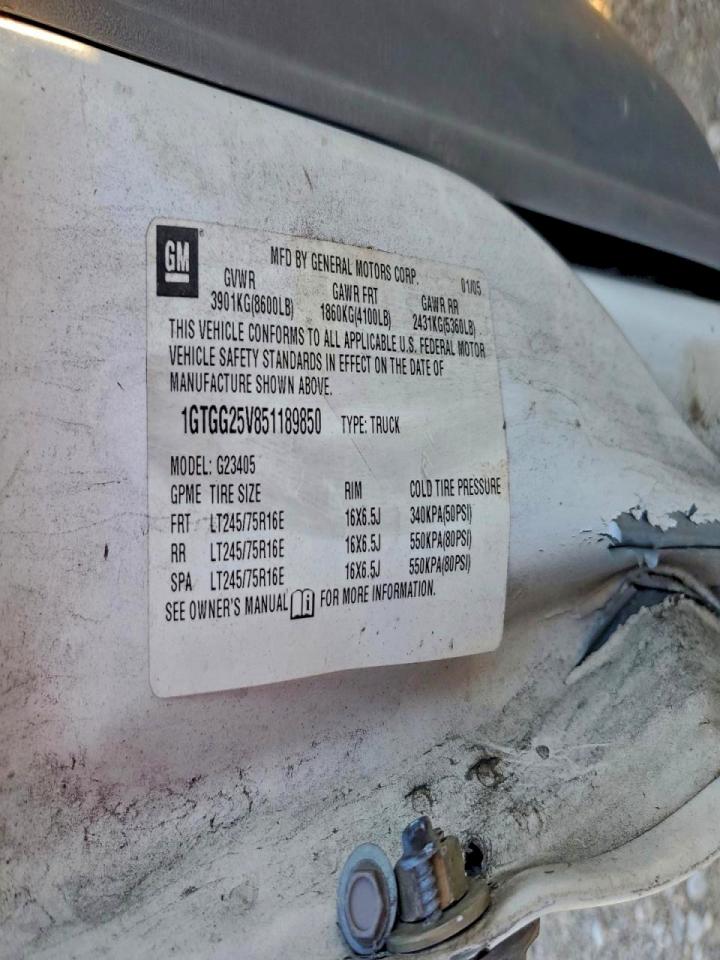 GM
MFD BY GENERAL MOTORS CORP. 01/05
GVWR GAWR FRT GAWR RR
3901KG(8600LB) 1860KG(4100LB) 2431KG(5360LB)
THIS VEHICLE CONFORMS TO ALL APPLICABLE U.S. FEDERAL MOTOR
VEHICLE SAFETY STANDARDS IN EFFECT ON THE DATE OF
MANUFACTURE SHOWN ABOVE.
1GTGG25V851189850 TYPE: TRUCK
MODEL: G23405
GPME TIRE SIZE RIM COLD TIRE PRESSURE
FRT LT245/75R16E 16X6.5J 340KPA(50PSI)
RR LT245/75R16E 16X6.5J 550KPA(80PSI)
SPA LT245/75R16E 16X6.5J 550KPA(80PSI)
SEE OWNER'S MANUAL i FOR MORE INFORMATION.